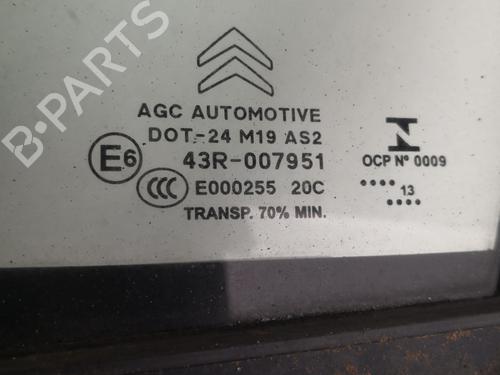 AGC AUTOMOTIVE
DOT-24 M19 AS2
E6 43R-007951
CCC E000255 20C
TRANSP. 70% MIN.
N
OCP Nº 0009
•••• 13
••••
B-PARTS